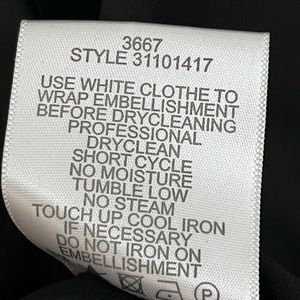 3667
STYLE 31101417
USE WHITE CLOTHE TO
WRAP EMBELLISHMENT
BEFORE DRYCLEANING
PROFESSIONAL
DRYCLEAN
SHORT CYCLE
NO MOISTURE
TUMBLE LOW
NO STEAM
TOUCH UP COOL IRON
IF NECESSARY
DO NOT IRON ON
EMBELLISHMENT
P